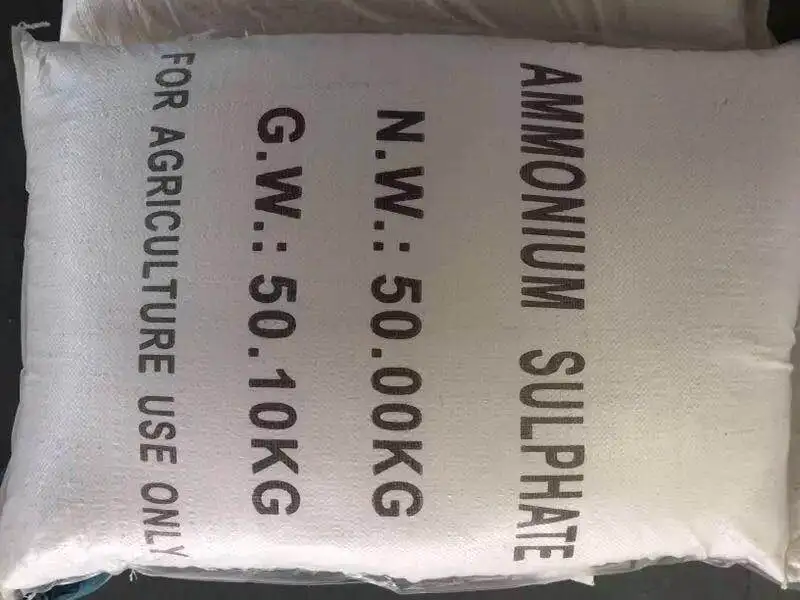 AMMONIUM SULPHATE
N.W.: 50.00KG
G.W.: 50.10KG
FOR AGRICULTURE USE ONLY